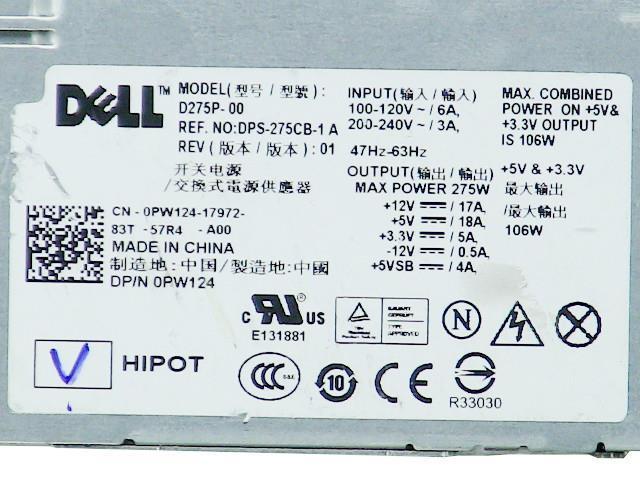 DELL™
MODEL(型号 / 型號) :
D275P-00
REF. NO:DPS-275CB-1 A
REV (版本 / 版本) : 01
开关电源
/交換式電源供應器
INPUT(输入 / 輸入)
100-120V ~ / 6A,
200-240V ~ / 3A,
47Hz-63Hz
OUTPUT(输出 / 輸出)
MAX POWER 275W
+12V ⎓ / 17A,
+5V ⎓ / 18A,
+3.3V ⎓ / 5A,
-12V ⎓ / 0.5A,
+5VSB ⎓ / 4A,
MAX. COMBINED
POWER ON +5V&
+3.3V OUTPUT
IS 106W
+5V & +3.3V
最大输出
/最大輸出
106W
CN - 0PW124-17972-
83T -57R4 - A00
MADE IN CHINA
制造地: 中国/製造地: 中國
DP/N 0PW124
c RU® US
E131881
TYPE
APPROVED
N
V
HIPOT
CCC
S&E
10
CE
R33030